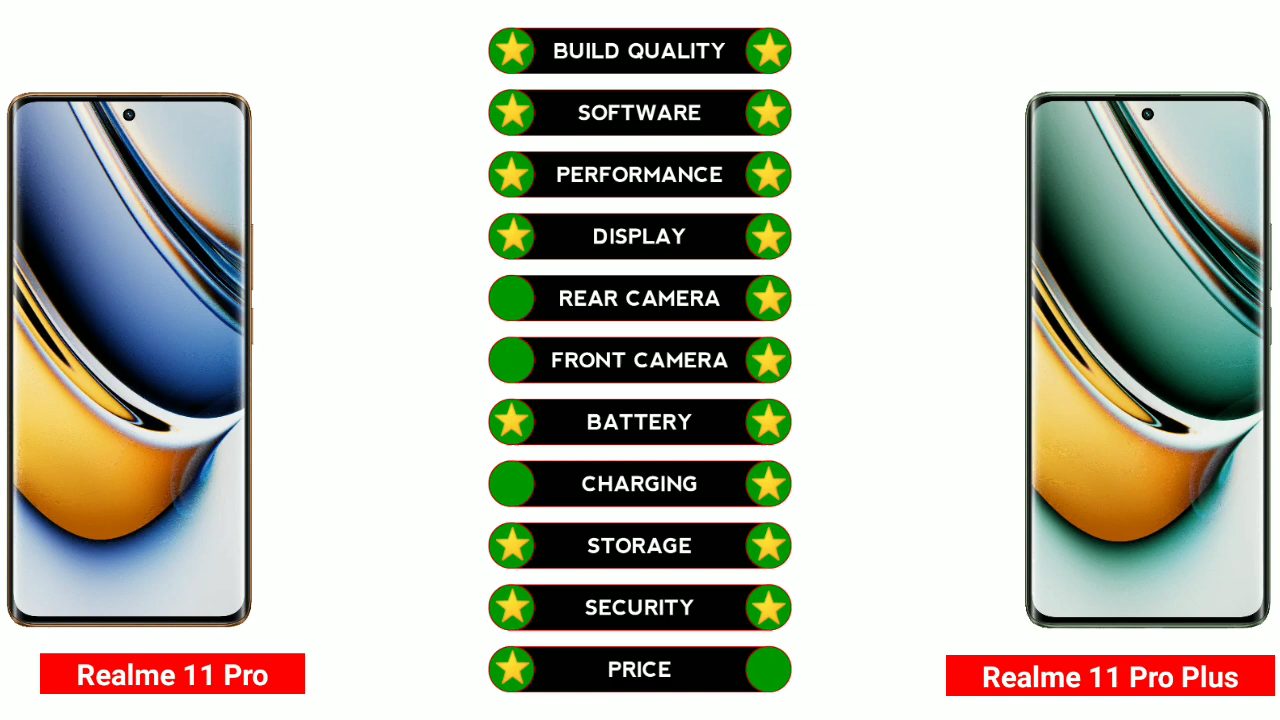 BUILD QUALITY
SOFTWARE
PERFORMANCE
DISPLAY
REAR CAMERA
FRONT CAMERA
BATTERY
CHARGING
STORAGE
SECURITY
PRICE
Realme 11 Pro
Realme 11 Pro Plus